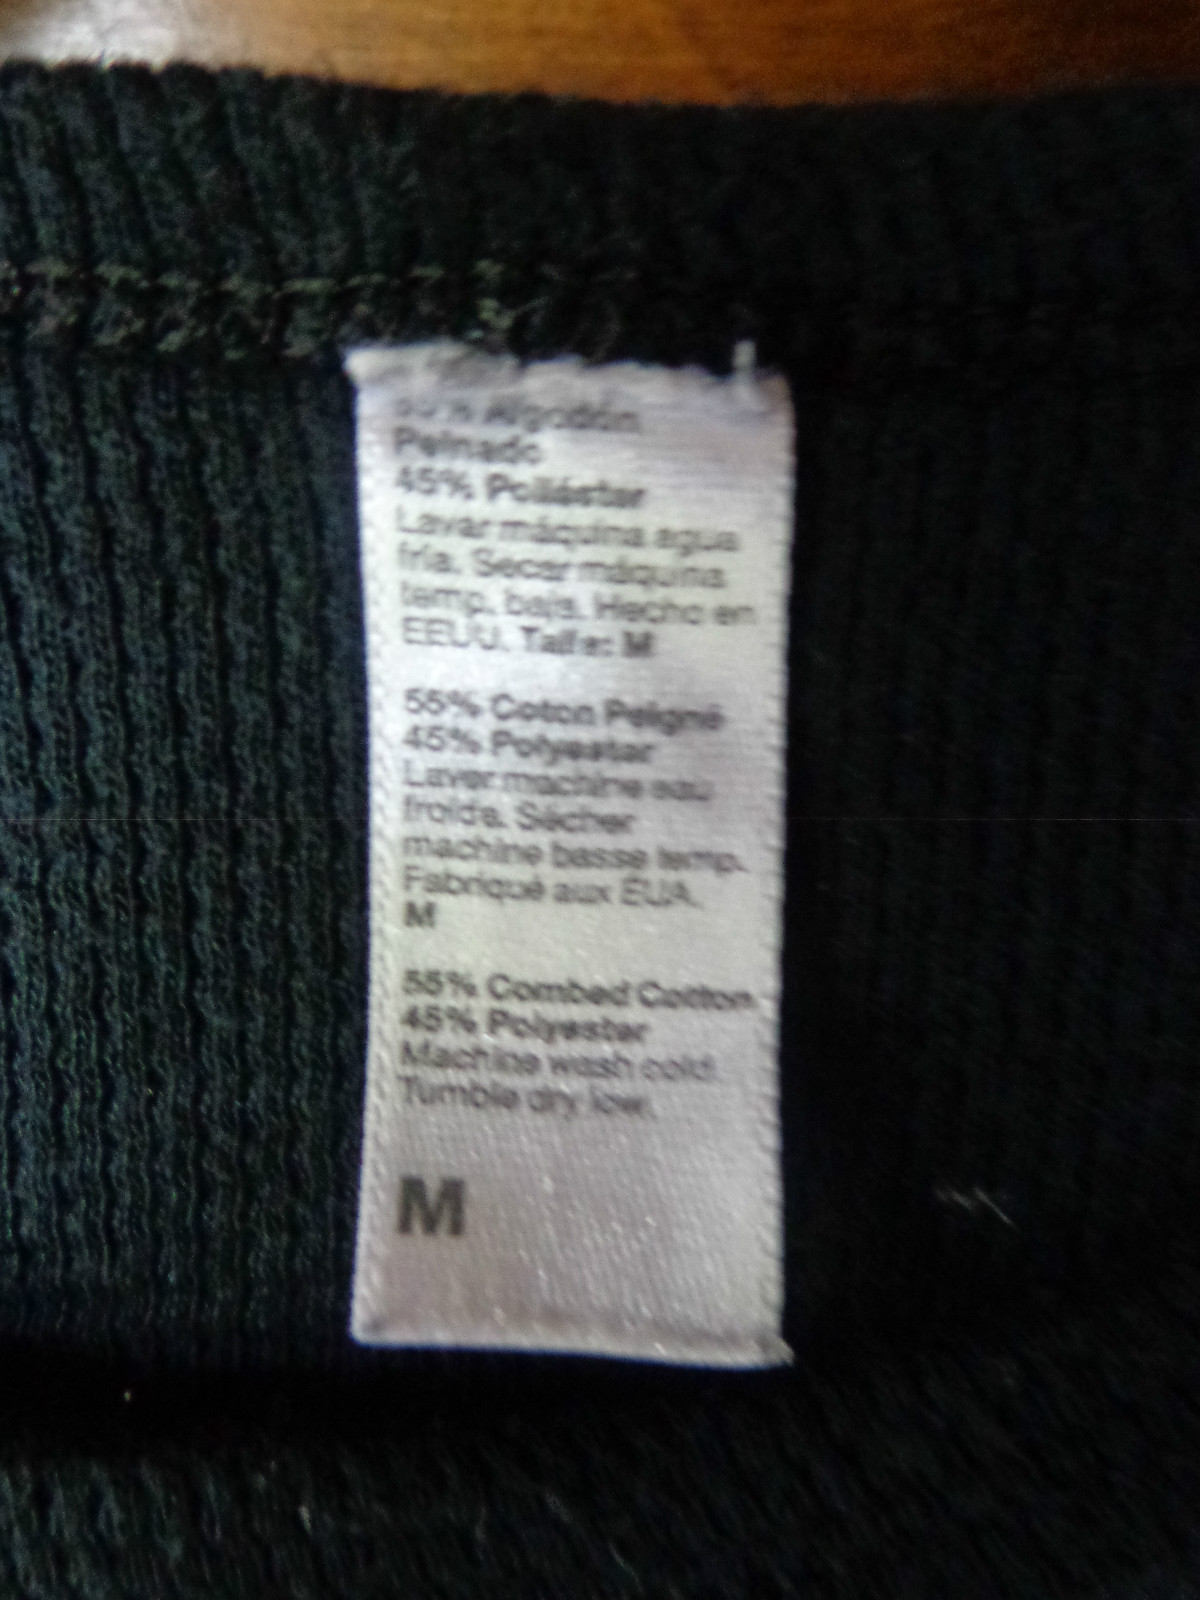 55% Algodón
Peinado
45% Poliéster
Lavar máquina agua
fría. Secar máquina
temp. baja. Hecho en
EEUU. Talle: M
55% Coton Peigné
45% Polyester
Laver machine eau
froide. Sécher
machine basse temp.
Fabriqué aux EUA.
M
55% Combed Cotton
45% Polyester
Machine wash cold.
Tumble dry low.
M